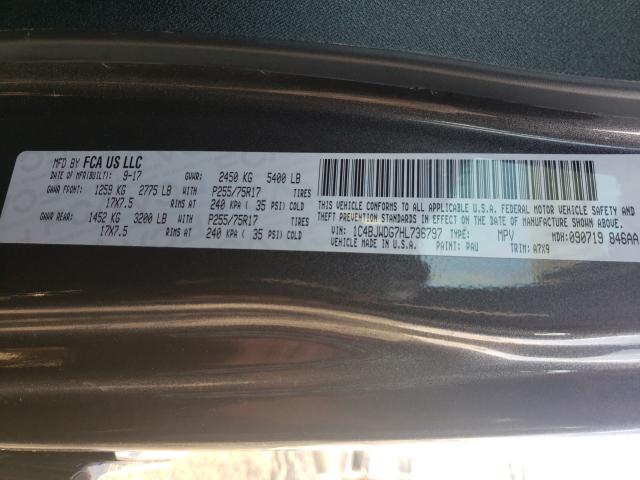 MFD BY FCA US LLC
DATE OF MFR(BUILT): 9-17 GVWR: 2450 KG 5400 LB
GAWR FRONT: 1259 KG 2775 LB WITH P255/75R17 TIRES
17X7.5 RIMS AT 240 KPA ( 35 PSI) COLD
GAWR REAR: 1452 KG 3200 LB WITH P255/75R17 TIRES
17X7.5 RIMS AT 240 KPA ( 35 PSI) COLD
THIS VEHICLE CONFORMS TO ALL APPLICABLE U.S.A. FEDERAL MOTOR VEHICLE SAFETY AND
THEFT PREVENTION STANDARDS IN EFFECT ON THE DATE OF MANUFACTURE SHOWN ABOVE.
VIN: 1C4BJWDG7HL736797 TYPE: MPV MDH: 090719 846AA
VEHICLE MADE IN U.S.A. PAINT: PAU TRIM: A7X9